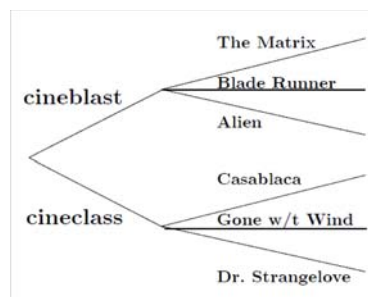 The Matrix
Blade Runner
cineblast
Alien
Casablaca
cineclass
Gone w/t Wind
Dr. Strangelove